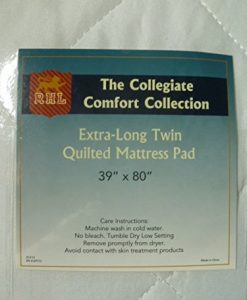 RHL
The Collegiate
Comfort Collection
Extra-Long Twin
Quilted Mattress Pad
39" x 80"
Care Instructions:
Machine wash in cold water.
No bleach. Tumble Dry Low Setting.
Remove promptly from dryer.
Avoid contact with skin treatment products
Made in China